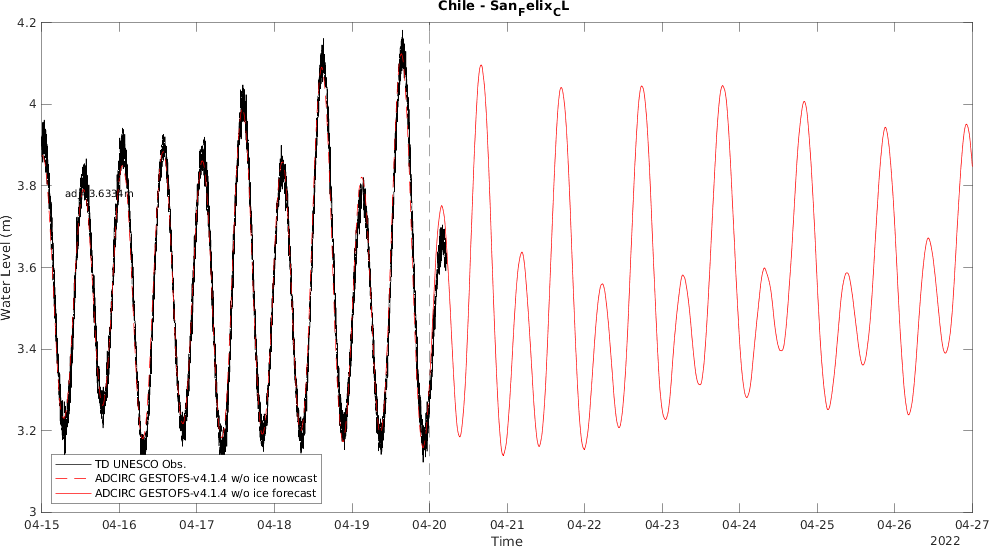 Chile - San_Felix_CL
4.2
4
3.8
3.6
3.4
3.2
3
Water Level (m)
adj=3.6334m
TD UNESCO Obs.
ADCIRC GESTOFS-v4.1.4 w/o ice nowcast
ADCIRC GESTOFS-v4.1.4 w/o ice forecast
04-15 04-16 04-17 04-18 04-19 04-20 04-21 04-22 04-23 04-24 04-25 04-26 04-27
Time
2022